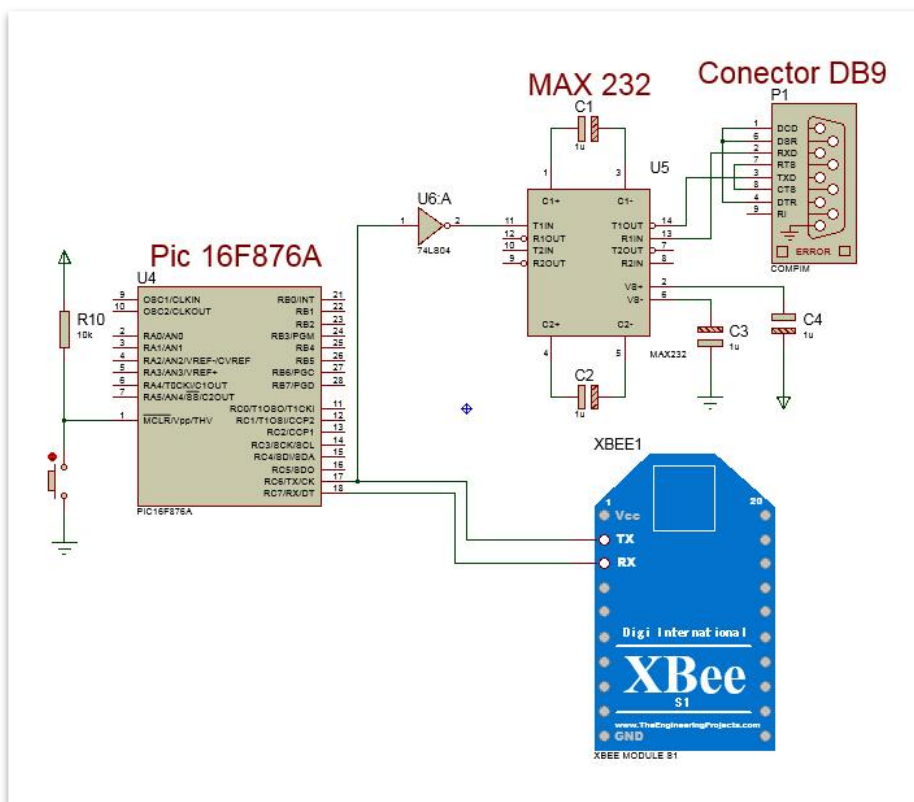 Conector DB9
P1
MAX 232
C1
1u
1
DCD
6
DSR
2
RXD
7
RTS
3
TXD
8
CTS
4
DTR
9
RI
ERROR
COMPIM
U5
1
3
C1+
C1-
11
T1IN
T1OUT
14
12
R1OUT
R1IN
13
10
T2IN
T2OUT
7
9
R2OUT
R2IN
8
VS+
2
VS-
6
C2+
C2-
4
5
MAX232
C2
1u
C3
1u
C4
1u
U6:A
1
2
74LS04
Pic 16F876A
U4
9
OSC1/CLKIN
RB0/INT
21
10
OSC2/CLKOUT
RB1
22
RB2
23
2
RA0/AN0
RB3/PGM
24
3
RA1/AN1
RB4
25
4
RA2/AN2/VREF-/CVREF
RB5
26
5
RA3/AN3/VREF+
RB6/PGC
27
6
RA4/T0CKI/C1OUT
RB7/PGD
28
7
RA5/AN4/SS/C2OUT
RC0/T1OSO/T1CKI
11
1
MCLR/Vpp/THV
RC1/T1OSI/CCP2
12
RC2/CCP1
13
RC3/SCK/SCL
14
RC4/SDI/SDA
15
RC5/SDO
16
RC6/TX/CK
17
RC7/RX/DT
18
PIC16F876A
R10
10k
XBEE1
1
20
Vcc
TX
RX
Digi International
XBee
S1
www.TheEngineeringProjects.com
GND
XBEE MODULE S1